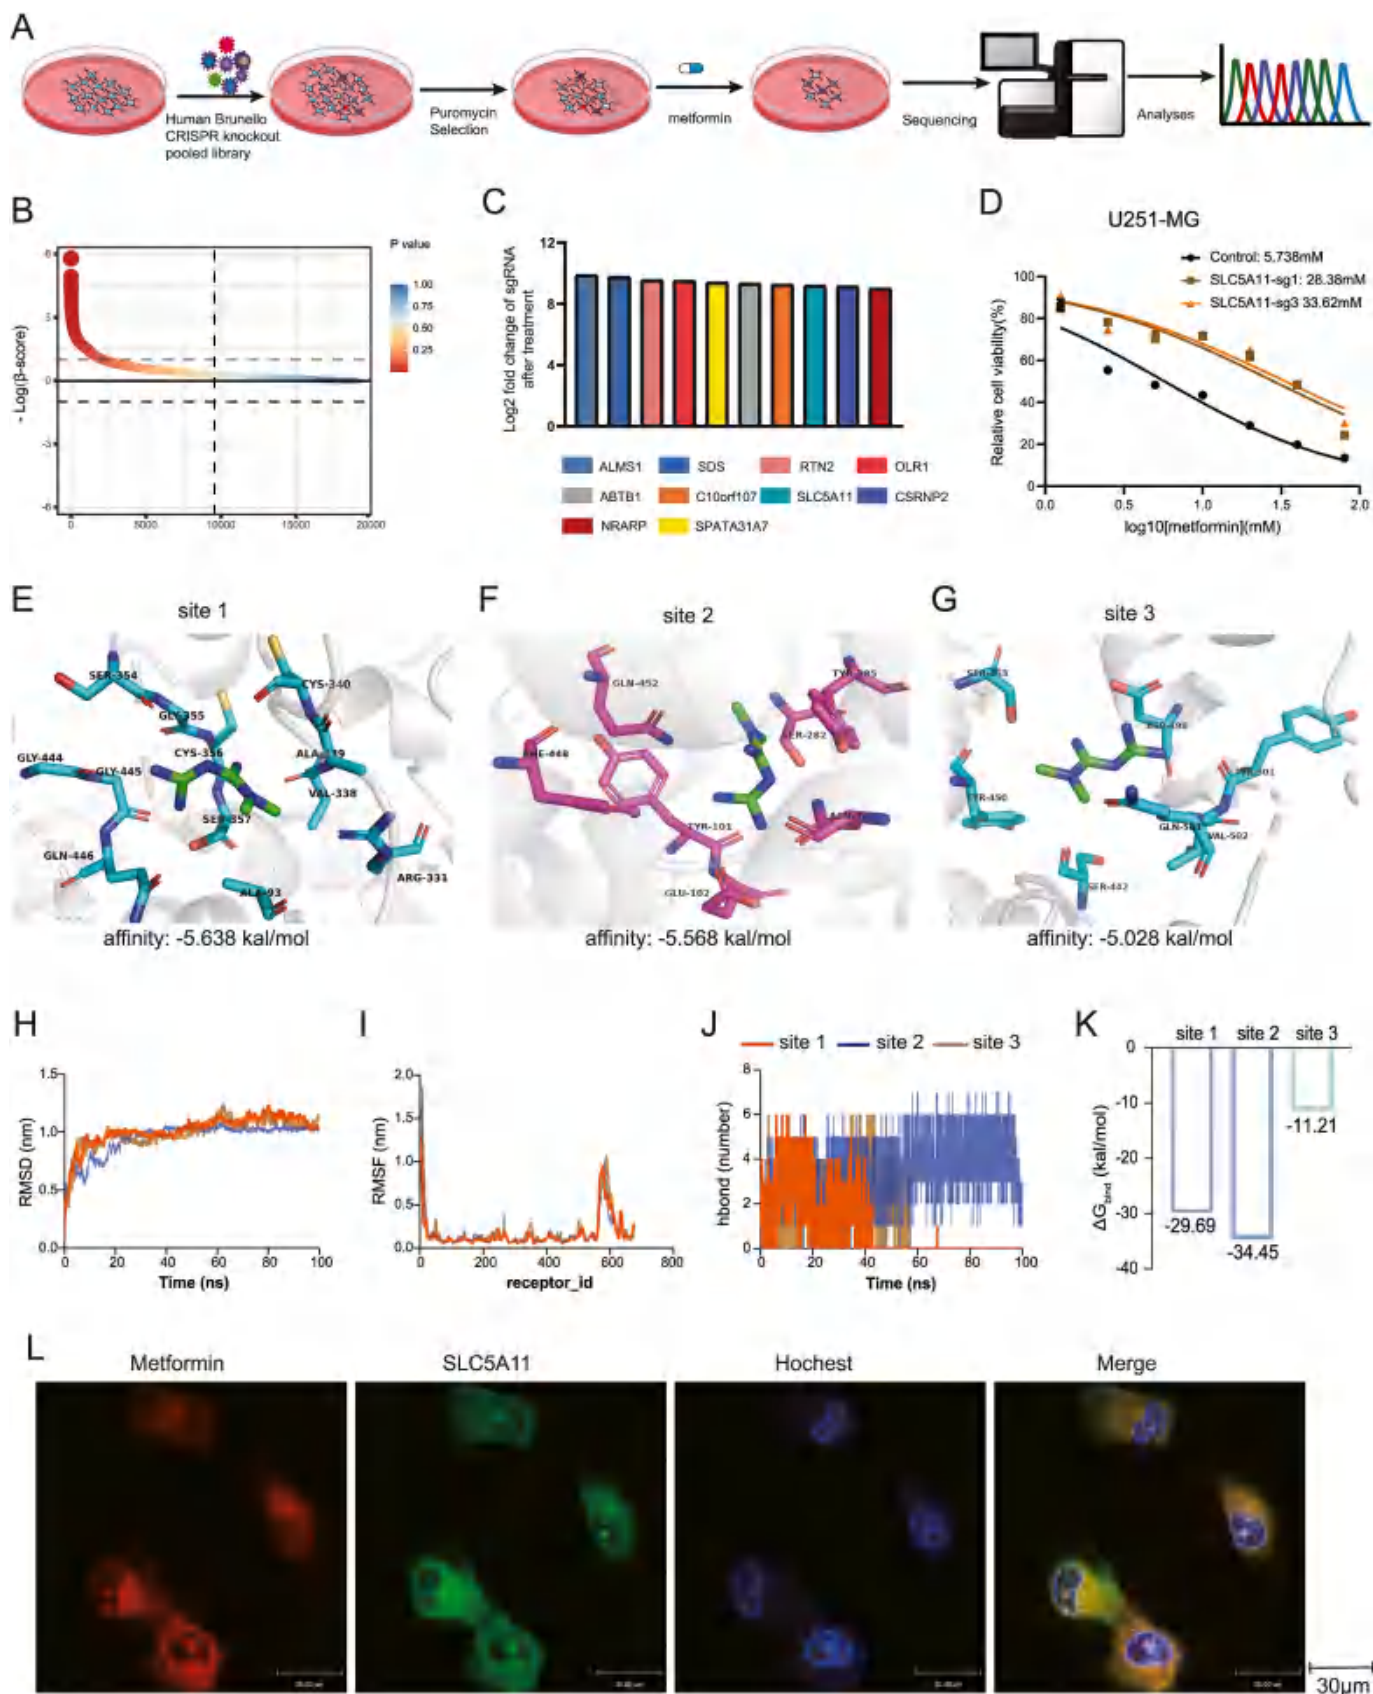 A
Human Brunello
CRISPR knockout
pooled library
Puromycin
Selection
metformin
Sequencing
Analyses
B
- Log(β-score)
0
0
5000
10000
15000
20000
P value
1.00
0.75
0.50
0.25
C
Log2 fold change of sgRNA
after treatment
12
8
4
0
ALMS1
SDS
RTN2
OLR1
ABTB1
C10orf107
SLC5A11
CSRNP2
NRARP
SPATA31A7
D
U251-MG
Control: 5.738mM
SLC5A11-sg1: 28.38mM
SLC5A11-sg3 33.62mM
Relative cell viability(%)
100
80
60
40
20
0
0.0
0.5
1.0
1.5
2.0
log10[metformin](mM)
E
site 1
SER-354
CYS-340
GLY-355
GLY-444
GLY-445
CYS-356
VAL-338
SER-357
GLN-446
ALA-93
ARG-331
affinity: -5.638 kal/mol
F
site 2
GLN-452
SER-282
TYR-101
GLU-102
affinity: -5.568 kal/mol
G
site 3
TYR-450
VAL-502
SER-442
affinity: -5.028 kal/mol
H
RMSD (nm)
1.5
1.0
0.5
0.0
0
20
40
60
80
100
Time (ns)
I
RMSF (nm)
2.0
1.5
1.0
0.5
0.0
0
200
400
600
800
receptor_id
J
site 1
site 2
site 3
hbond (number)
8
6
4
2
0
0
20
40
60
80
100
Time (ns)
K
site 1
site 2
site 3
ΔGbind (kal/mol)
0
-10
-20
-30
-40
-29.69
-34.45
-11.21
L
Metformin
SLC5A11
Hochest
Merge
30μm